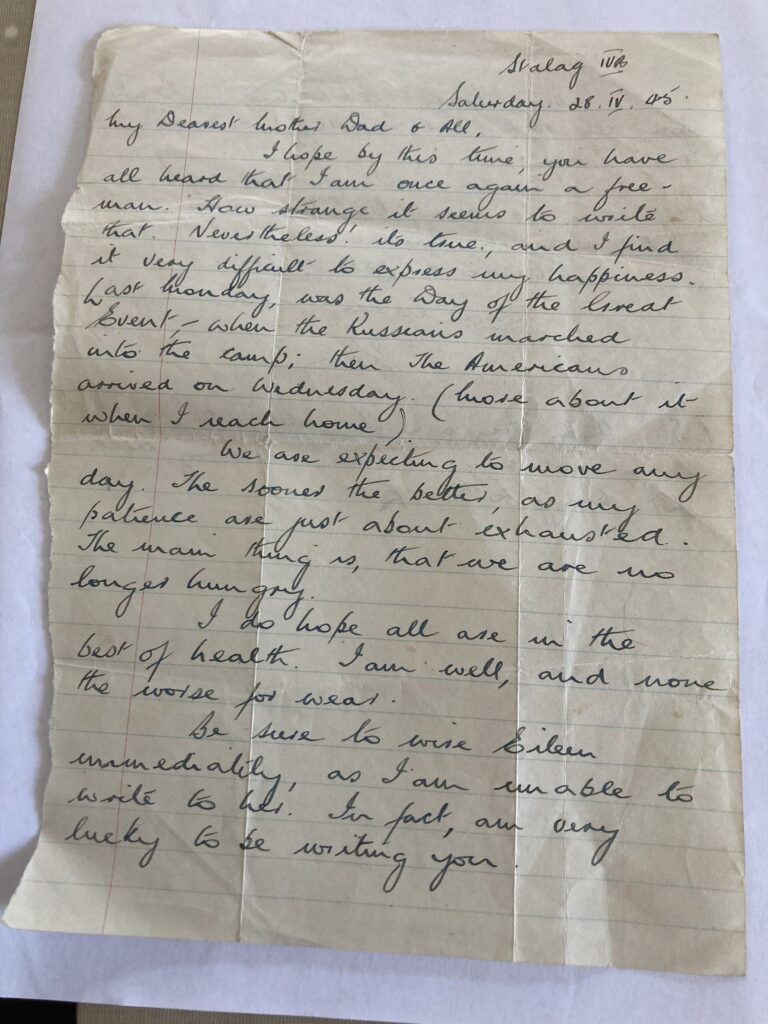 Stalag IVB
Saturday. 28. IV. 45.
My Dearest Mother Dad & All,
I hope by this time, you have
all heard that I am once again a free-
man. How strange it seems to write
that. Nevertheless! its true, and I find
it very difficult to express my happiness.
Last Monday, was the Day of the Great
Event, - when the Russians marched
into the camp; then the Americans
arrived on Wednesday. (More about it
when I reach home)
We are expecting to move any
day. The sooner the better, as my
patience are just about exhausted.
The main thing is, that we are no
longer hungry.
I do hope all are in the
best of health. I am well, and none
the worse for wear.
Be sure to wire Eileen
immediatily, as I am unable to
write to her. In fact, am very
lucky to be writing you.